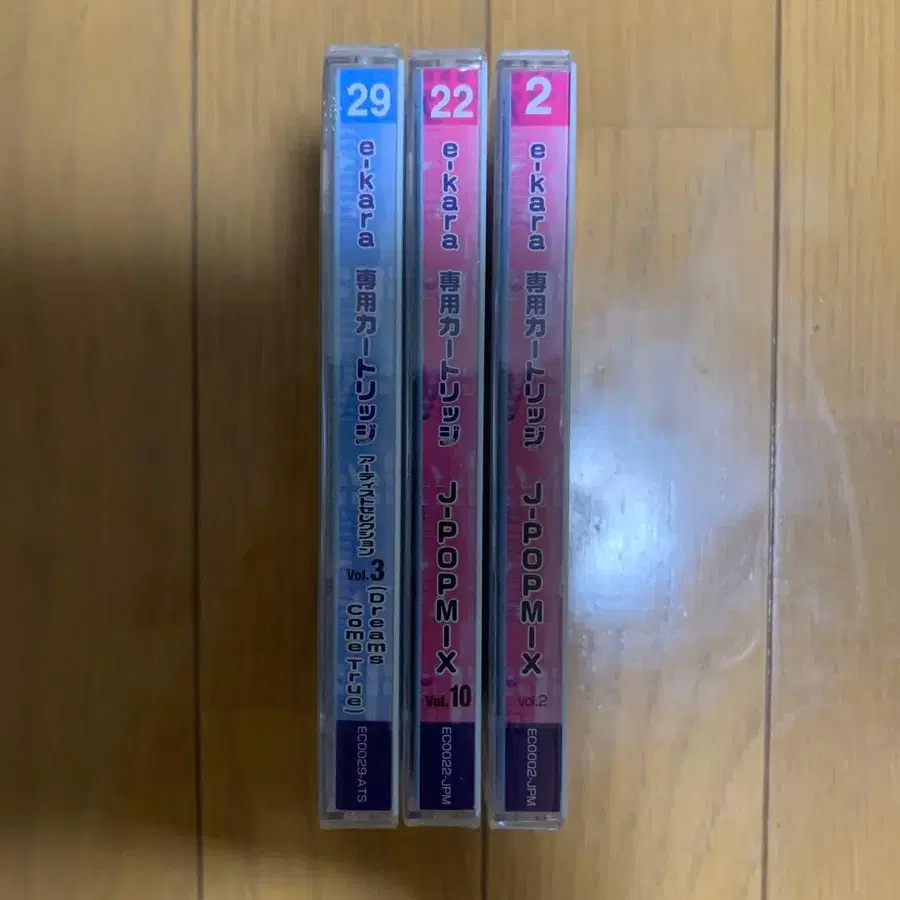 29
e-kara 専用カートリッジ アーティストセレクション Vol.3 (Dreams Come True)
EC0029-ATS
22
e-kara 専用カートリッジ J-POPMIX Vol.10
EC0022-JPM
2
e-kara 専用カートリッジ J-POPMIX Vol.2
EC0002-JPM